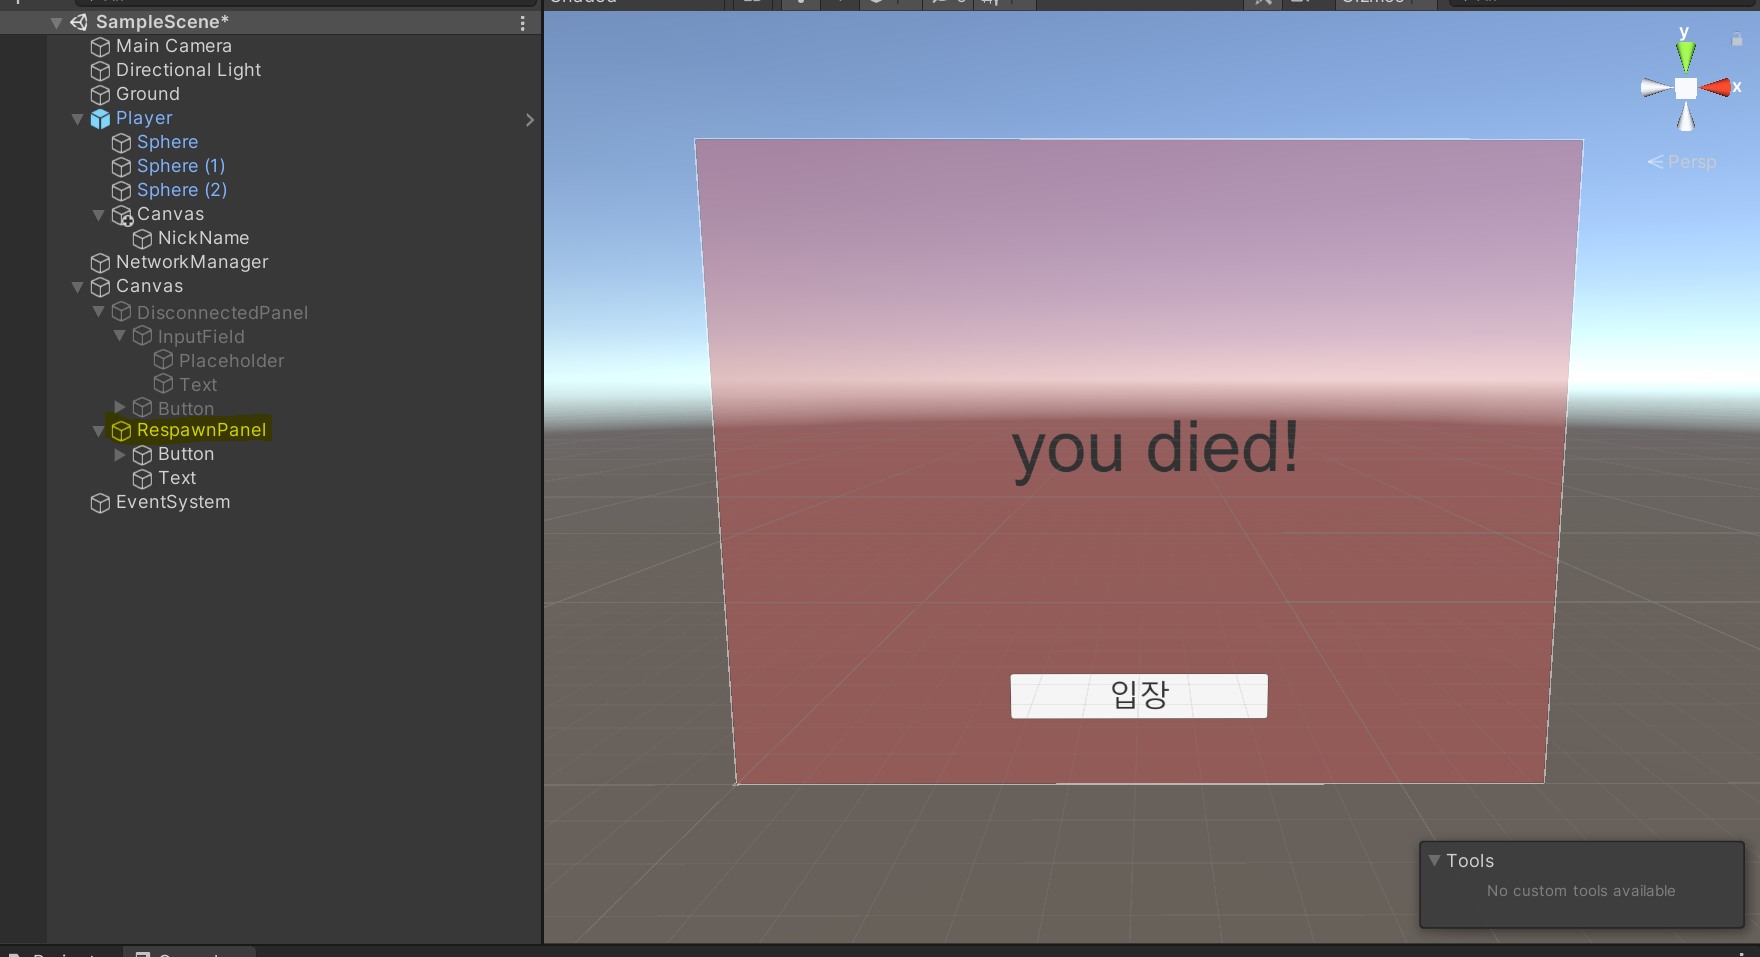 SampleScene*
Main Camera
Directional Light
Ground
Player
Sphere
Sphere (1)
Sphere (2)
Canvas
NickName
NetworkManager
Canvas
DisconnectedPanel
InputField
Placeholder
Text
Button
RespawnPanel
Button
Text
EventSystem
y
x
Persp
you died!
입장
Tools
No custom tools available